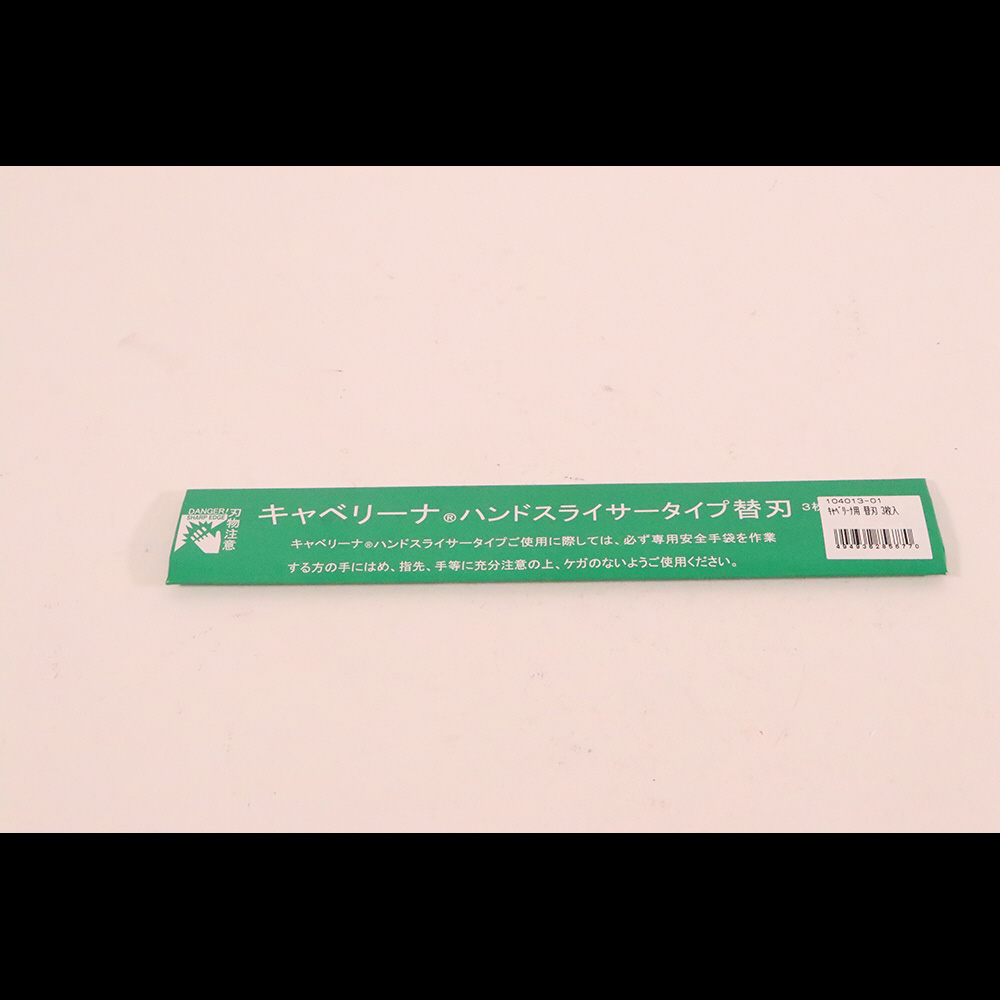 DANGER!
SHARP EDGE
刃物注意
キャベリーナ®ハンドスライサータイプ替刃 3枚
キャベリーナ®ハンドスライサータイプご使用に際しては、必ず専用安全手袋を作業
する方の手にはめ、指先、手等に充分注意の上、ケガのないようご使用ください。
104013-01
ｷｬﾍﾞﾘｰﾅ用 替刃 3枚入